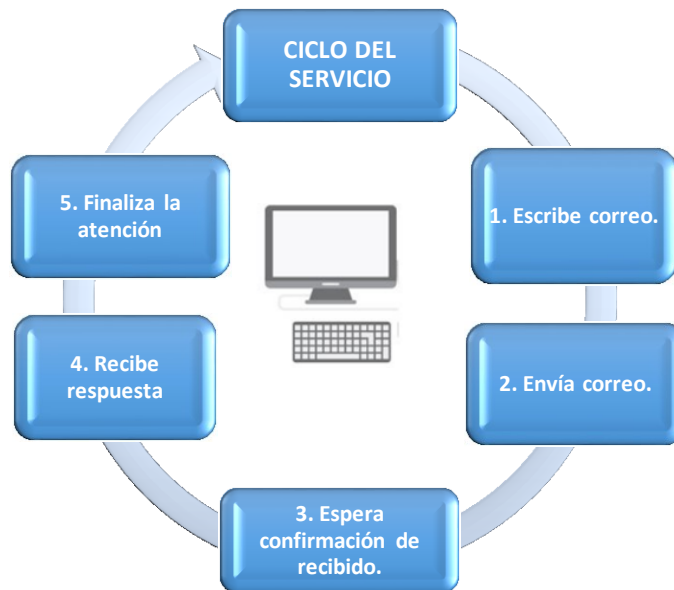 CICLO DEL
SERVICIO
1. Escribe correo.
2. Envía correo.
3. Espera
confirmación de
recibido.
4. Recibe
respuesta
5. Finaliza la
atención